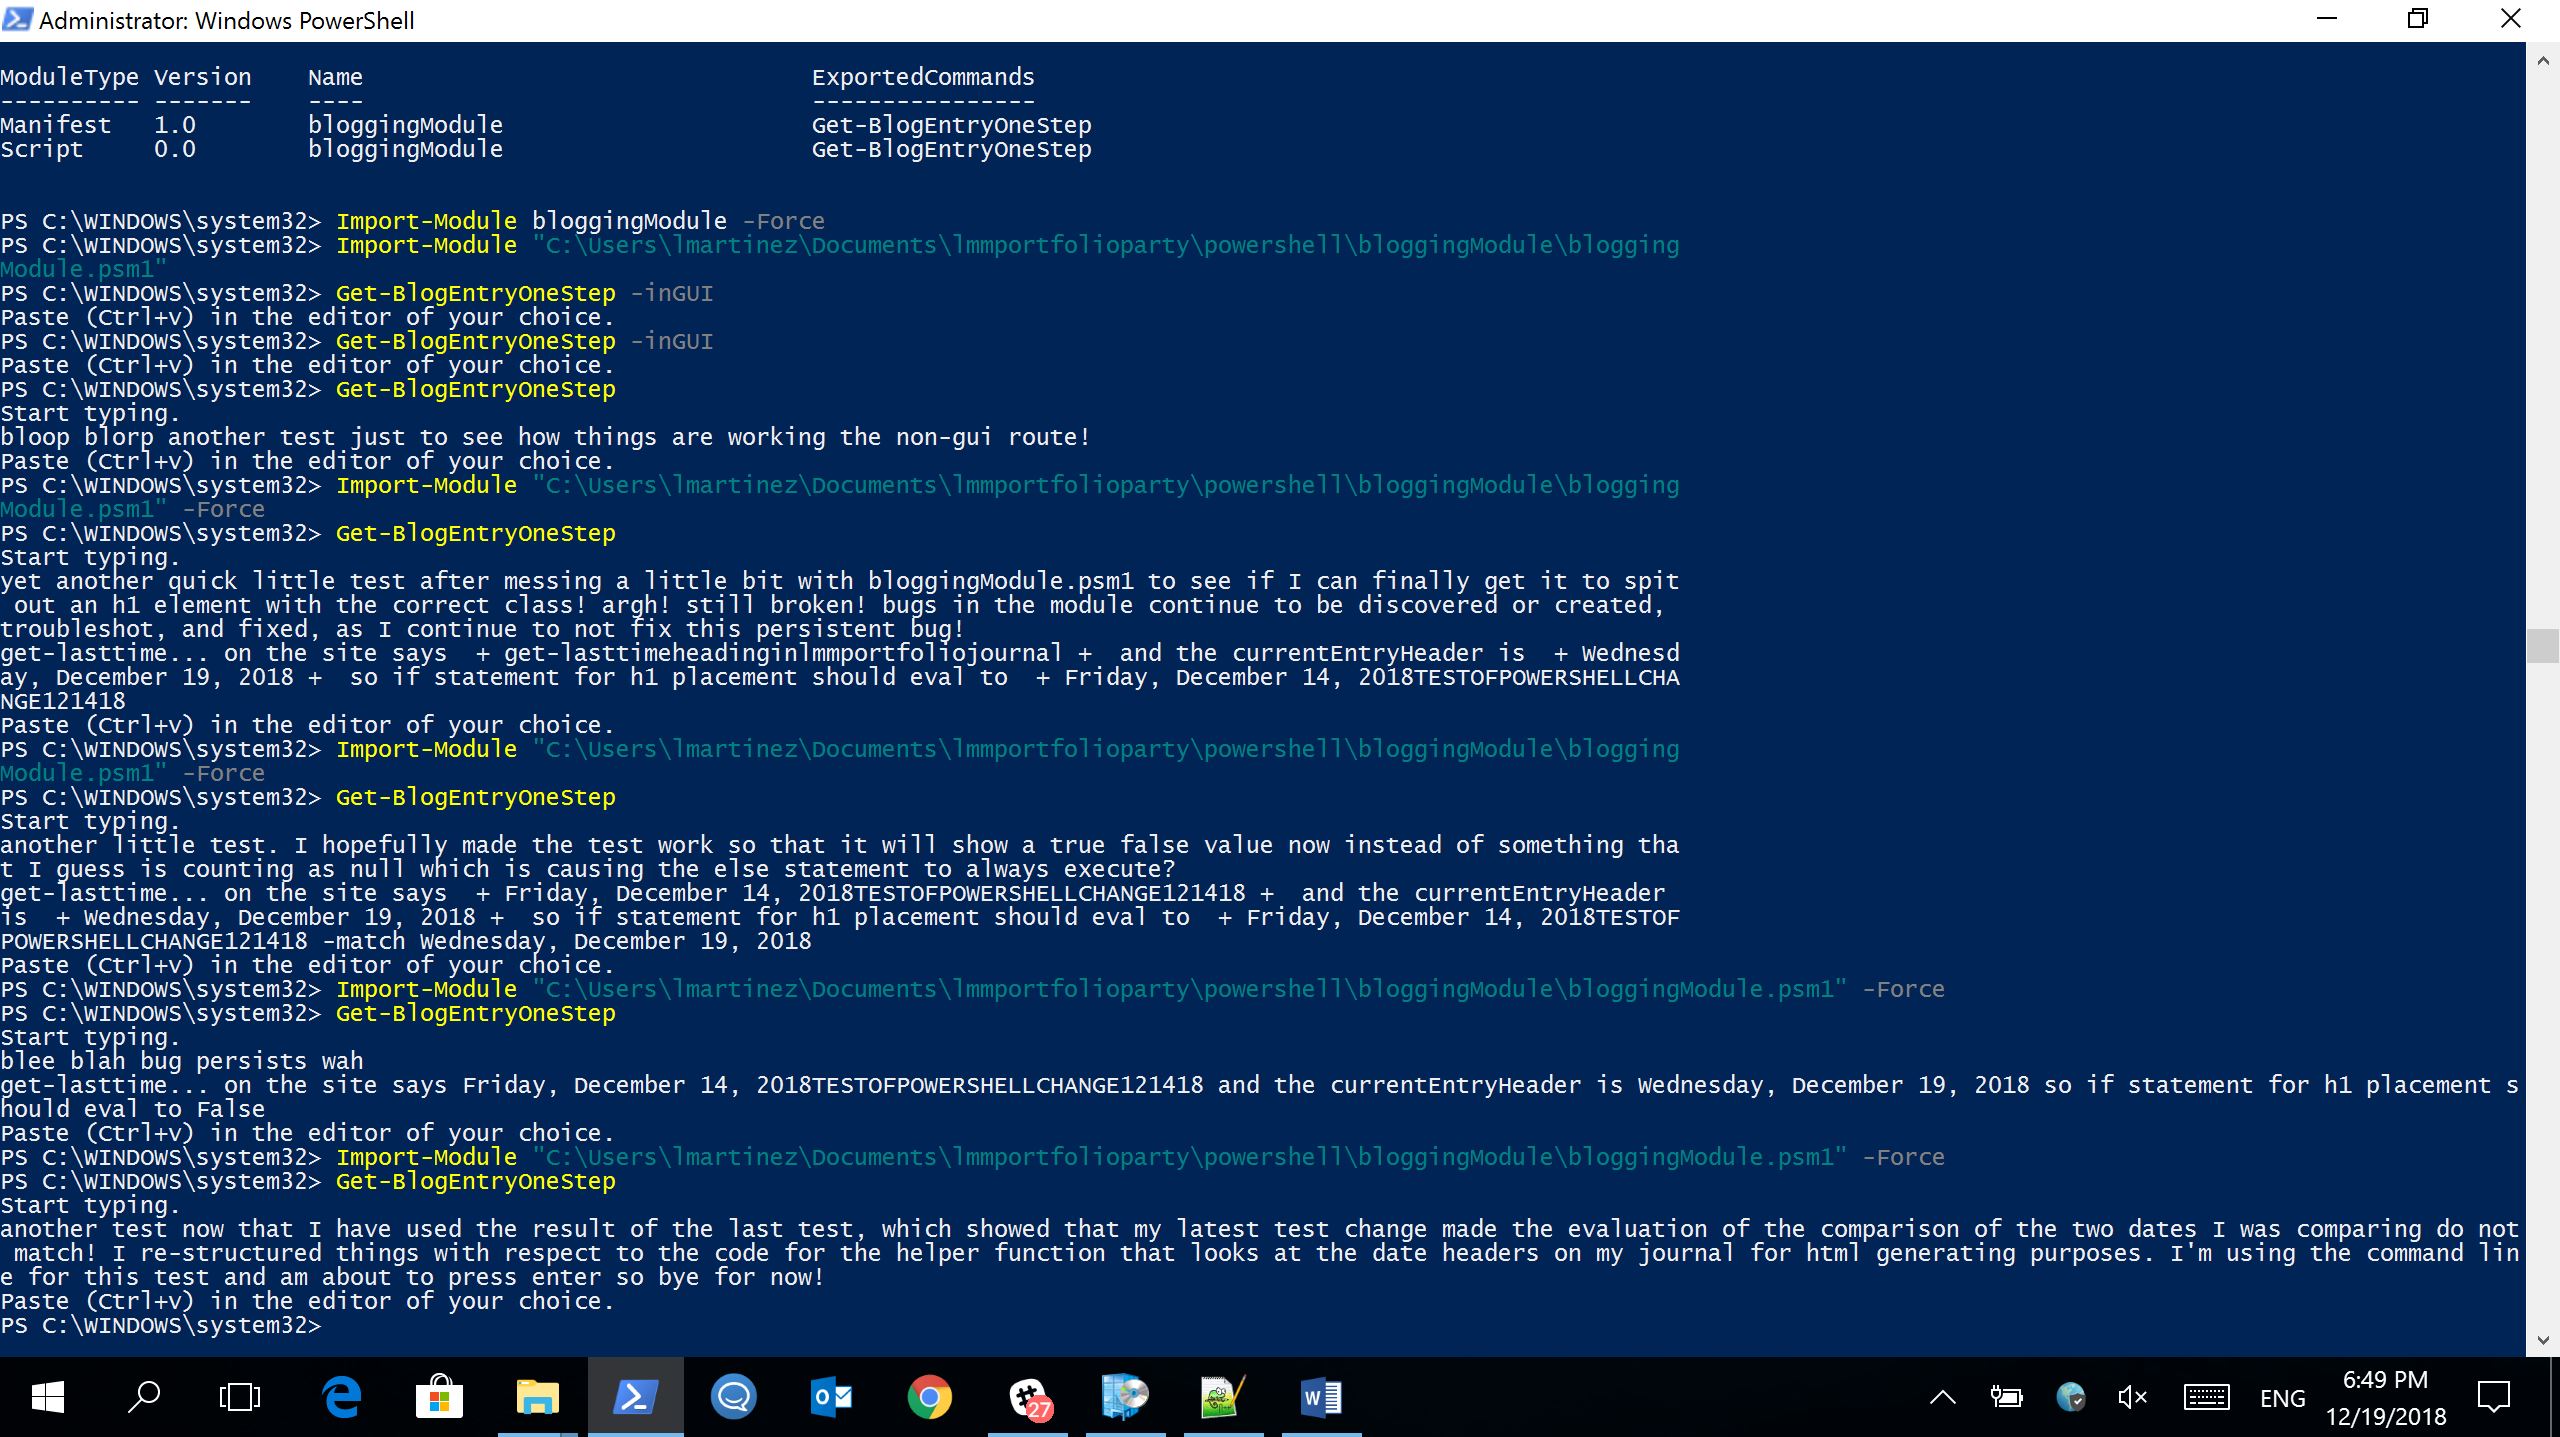 Administrator: Windows PowerShell
ModuleType Version    Name                                ExportedCommands
---------- -------    ----                                ----------------
Manifest   1.0        bloggingModule                      Get-BlogEntryOneStep
Script     0.0        bloggingModule                      Get-BlogEntryOneStep
PS C:\WINDOWS\system32> Import-Module bloggingModule -Force
PS C:\WINDOWS\system32> Import-Module "C:\Users\lmartinez\Documents\lmmportfolioparty\powershell\bloggingModule\blogging
Module.psm1"
PS C:\WINDOWS\system32> Get-BlogEntryOneStep -inGUI
Paste (Ctrl+v) in the editor of your choice.
PS C:\WINDOWS\system32> Get-BlogEntryOneStep -inGUI
Paste (Ctrl+v) in the editor of your choice.
PS C:\WINDOWS\system32> Get-BlogEntryOneStep
Start typing.
bloop blorp another test just to see how things are working the non-gui route!
Paste (Ctrl+v) in the editor of your choice.
PS C:\WINDOWS\system32> Import-Module "C:\Users\lmartinez\Documents\lmmportfolioparty\powershell\bloggingModule\blogging
Module.psm1" -Force
PS C:\WINDOWS\system32> Get-BlogEntryOneStep
Start typing.
yet another quick little test after messing a little bit with bloggingModule.psm1 to see if I can finally get it to spit
 out an h1 element with the correct class! argh! still broken! bugs in the module continue to be discovered or created,
troubleshot, and fixed, as I continue to not fix this persistent bug!
get-lasttime... on the site says  + get-lasttimeheadinginlmmportfoliojournal +  and the currentEntryHeader is  + Wednesd
ay, December 19, 2018 +  so if statement for h1 placement should eval to  + Friday, December 14, 2018TESTOFPOWERSHELLCHA
NGE121418
Paste (Ctrl+v) in the editor of your choice.
PS C:\WINDOWS\system32> Import-Module "C:\Users\lmartinez\Documents\lmmportfolioparty\powershell\bloggingModule\blogging
Module.psm1" -Force
PS C:\WINDOWS\system32> Get-BlogEntryOneStep
Start typing.
another little test. I hopefully made the test work so that it will show a true false value now instead of something tha
t I guess is counting as null which is causing the else statement to always execute?
get-lasttime... on the site says  + Friday, December 14, 2018TESTOFPOWERSHELLCHANGE121418 +  and the currentEntryHeader
is  + Wednesday, December 19, 2018 +  so if statement for h1 placement should eval to  + Friday, December 14, 2018TESTOF
POWERSHELLCHANGE121418 -match Wednesday, December 19, 2018
Paste (Ctrl+v) in the editor of your choice.
PS C:\WINDOWS\system32> Import-Module "C:\Users\lmartinez\Documents\lmmportfolioparty\powershell\bloggingModule\bloggingModule.psm1" -Force
PS C:\WINDOWS\system32> Get-BlogEntryOneStep
Start typing.
blee blah bug persists wah
get-lasttime... on the site says Friday, December 14, 2018TESTOFPOWERSHELLCHANGE121418 and the currentEntryHeader is Wednesday, December 19, 2018 so if statement for h1 placement s
hould eval to False
Paste (Ctrl+v) in the editor of your choice.
PS C:\WINDOWS\system32> Import-Module "C:\Users\lmartinez\Documents\lmmportfolioparty\powershell\bloggingModule\bloggingModule.psm1" -Force
PS C:\WINDOWS\system32> Get-BlogEntryOneStep
Start typing.
another test now that I have used the result of the last test, which showed that my latest test change made the evaluation of the comparison of the two dates I was comparing do not
 match! I re-structured things with respect to the code for the helper function that looks at the date headers on my journal for html generating purposes. I'm using the command lin
e for this test and am about to press enter so bye for now!
Paste (Ctrl+v) in the editor of your choice.
PS C:\WINDOWS\system32>
27
ENG
6:49 PM
12/19/2018